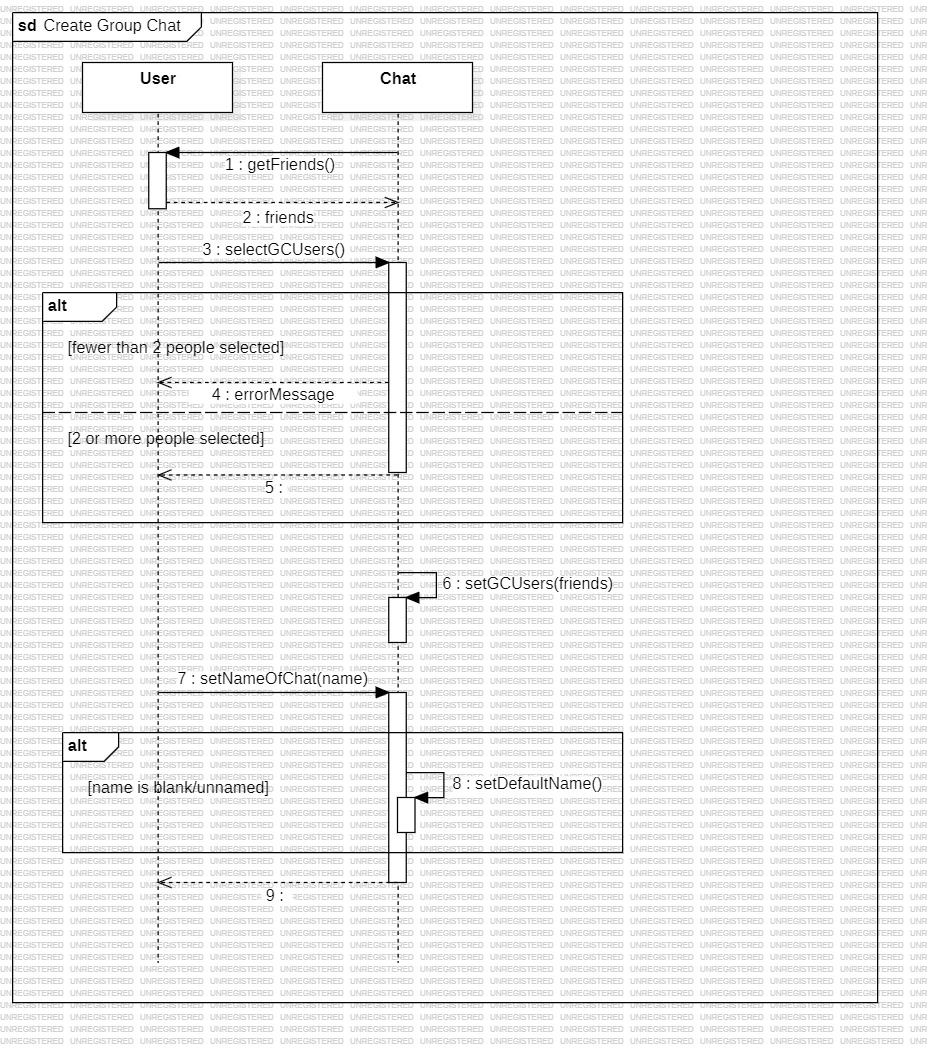 sd Create Group Chat
User
Chat
1 : getFriends()
2 : friends
3 : selectGCUsers()
alt
[fewer than 2 people selected]
4 : errorMessage
[2 or more people selected]
5 :
6 : setGCUsers(friends)
7 : setNameOfChat(name)
alt
[name is blank/unnamed]
8 : setDefaultName()
9 :
UNREGISTERED